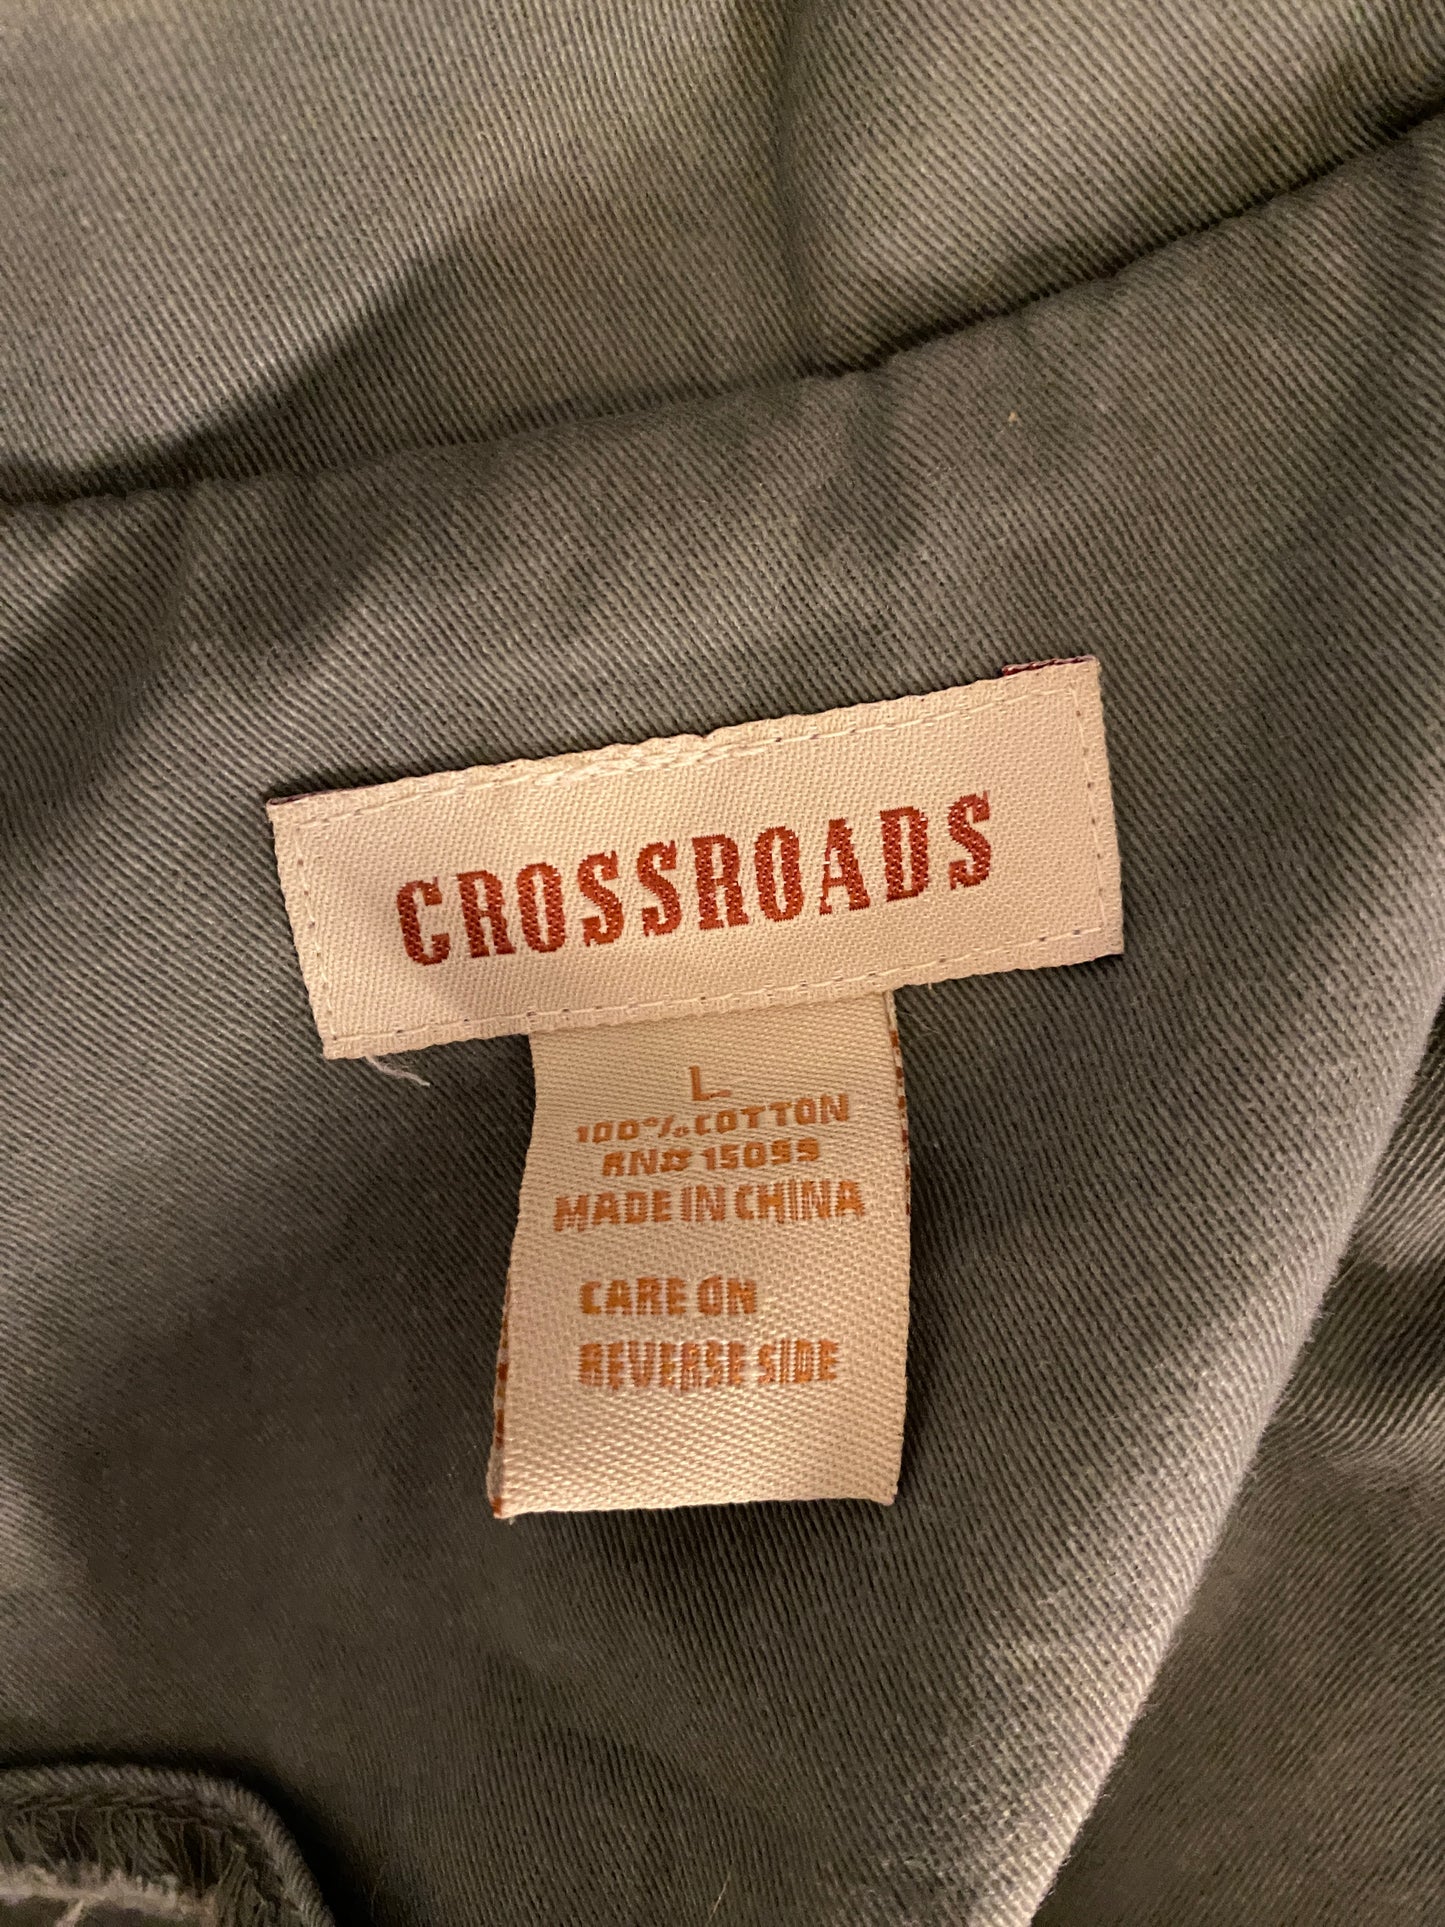 CROSSROADS
L
100% COTTON
RN# 15099
MADE IN CHINA
CARE ON
REVERSE SIDE